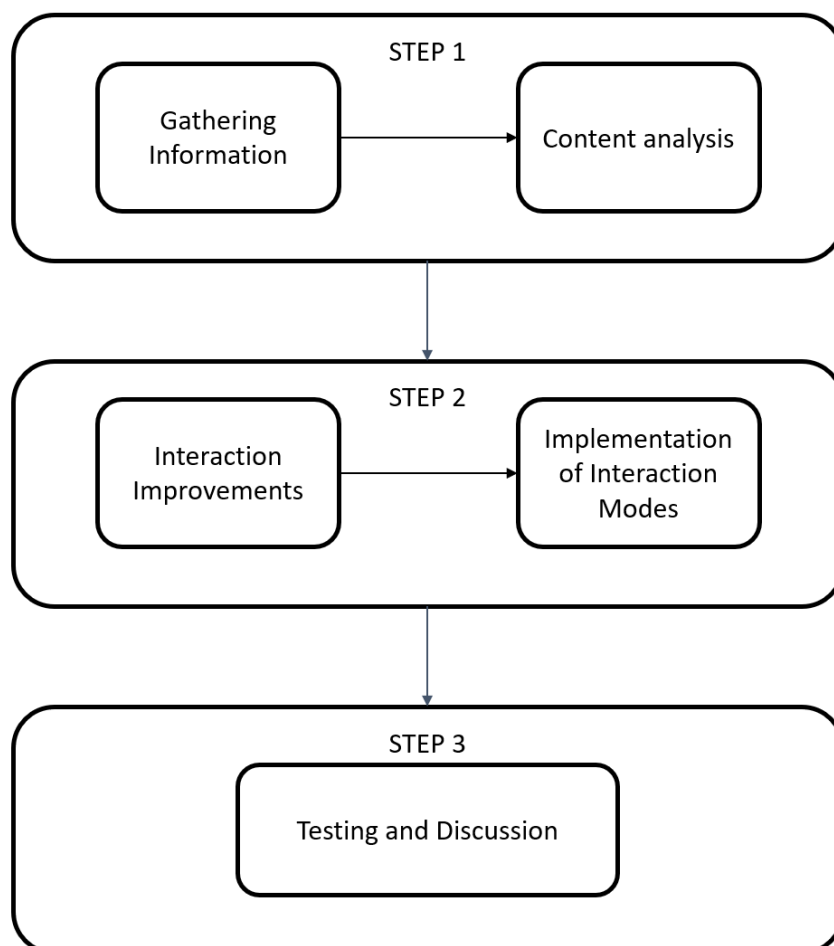 STEP 1
Gathering
Information
Content analysis
STEP 2
Interaction
Improvements
Implementation
of Interaction
Modes
STEP 3
Testing and Discussion